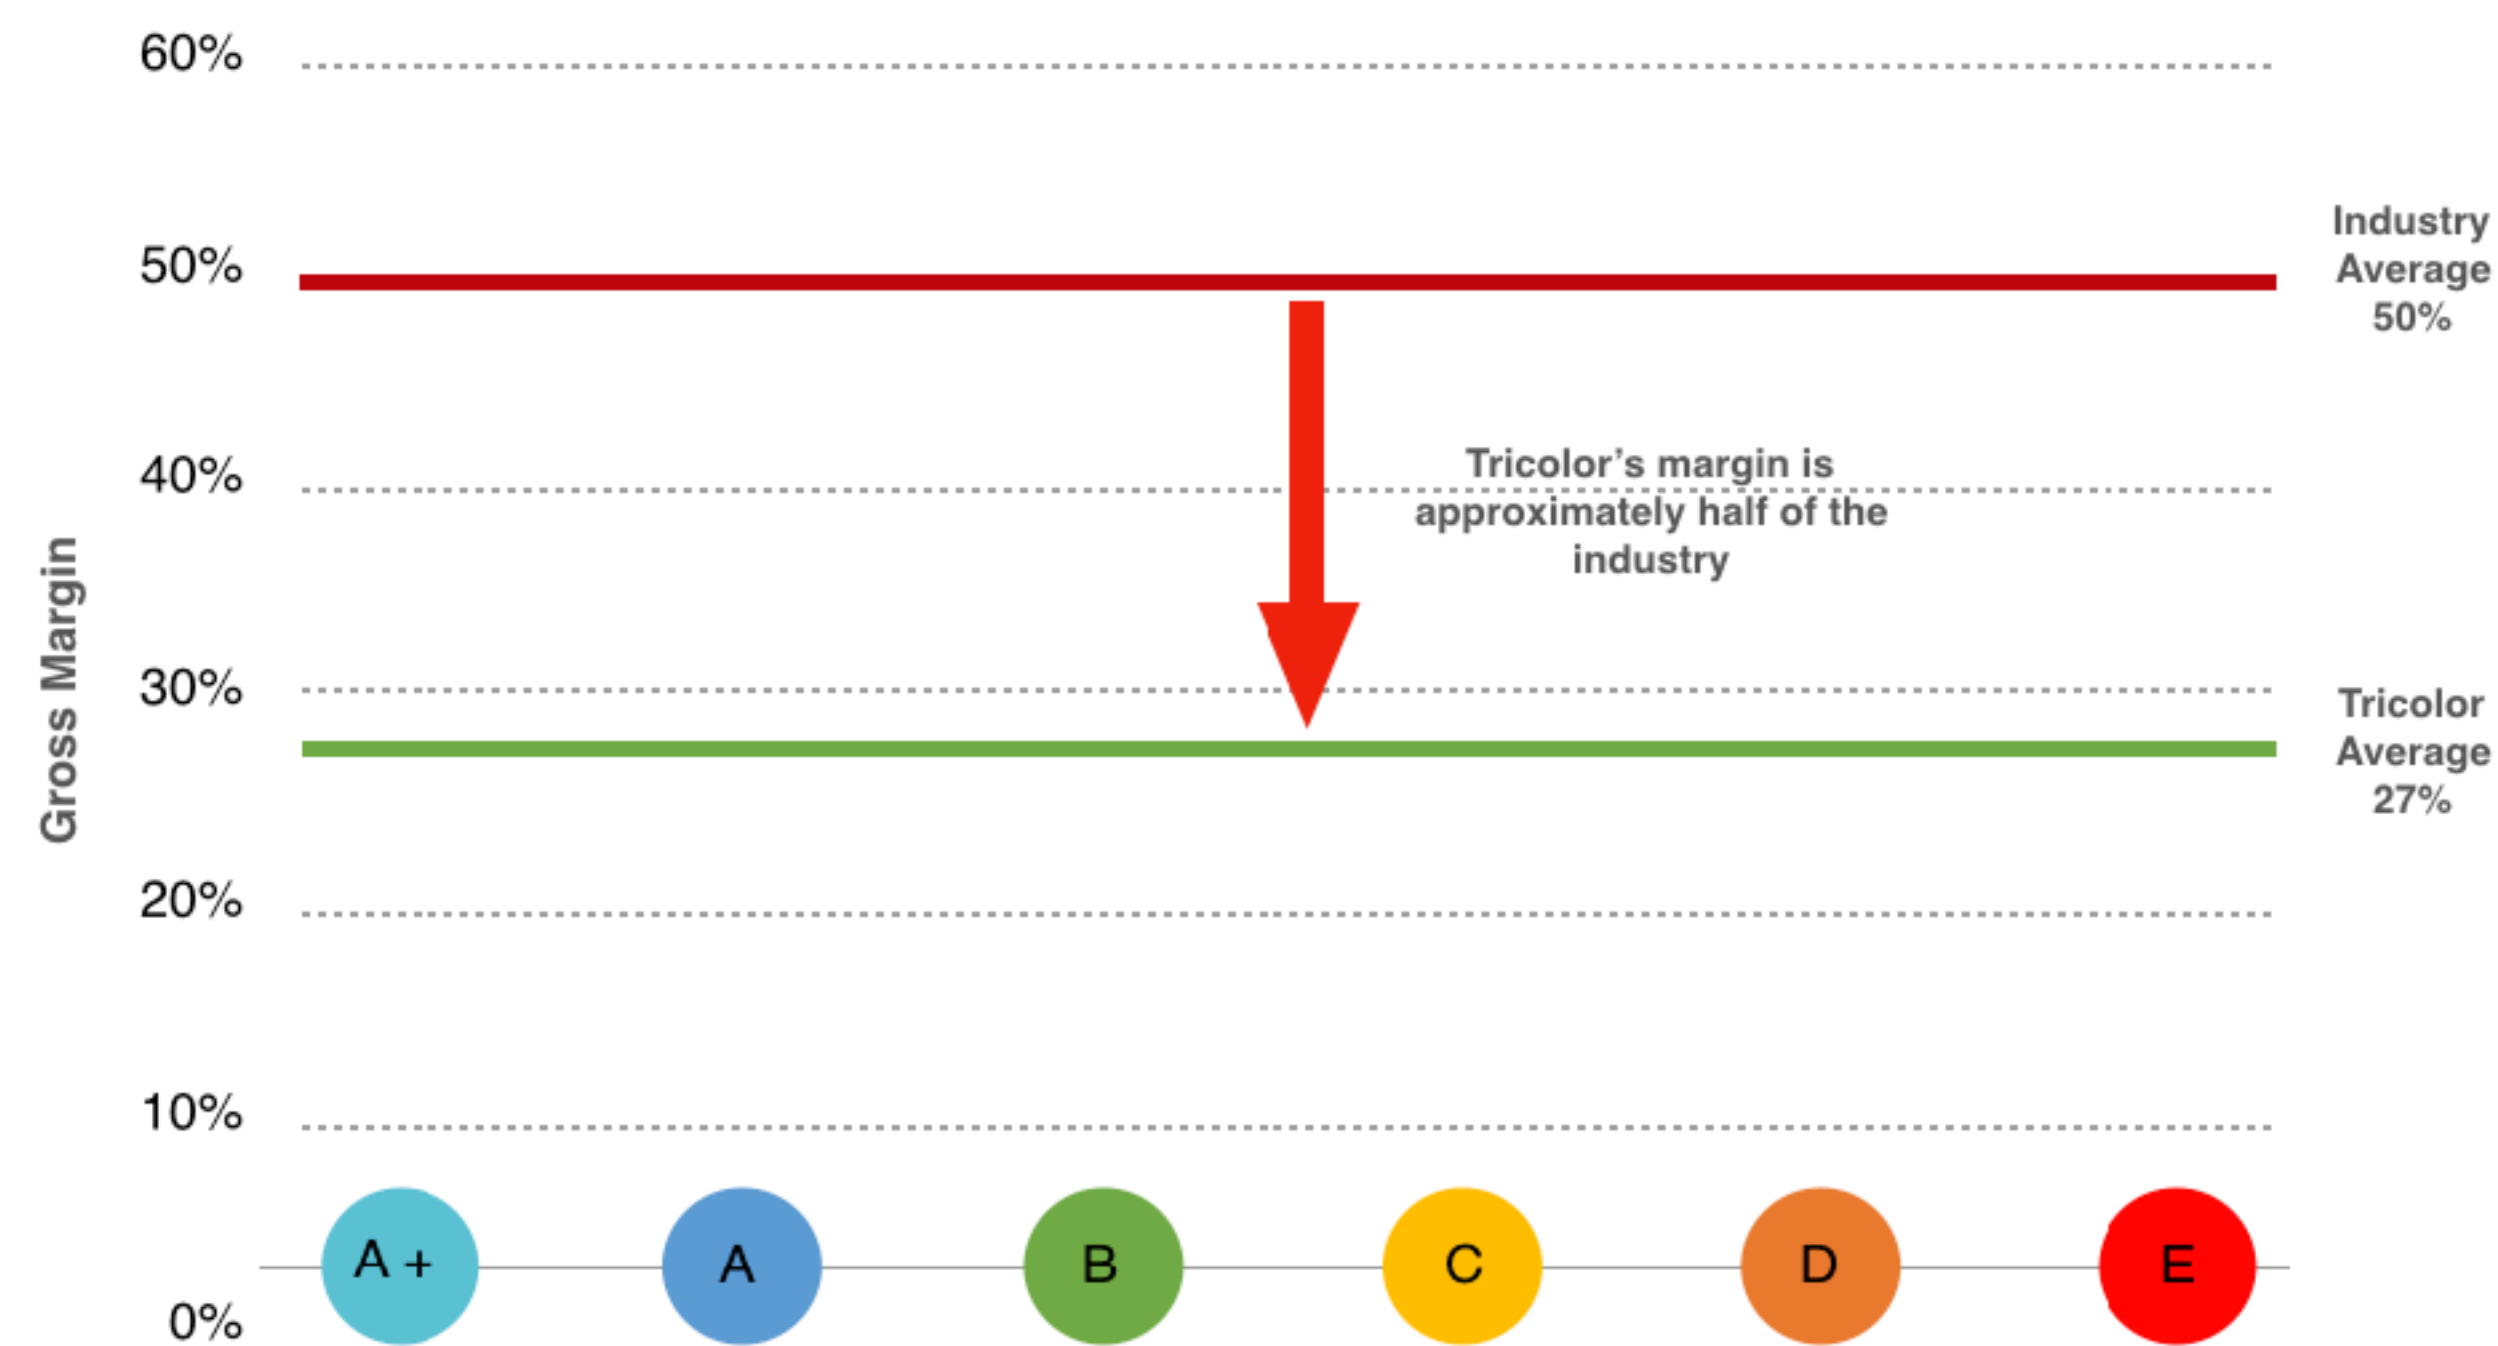 60%
50%
40%
30%
20%
10%
0%
Gross Margin
Industry
Average
50%
Tricolor’s margin is
approximately half of the
industry
Tricolor
Average
27%
A +
A
B
C
D
E